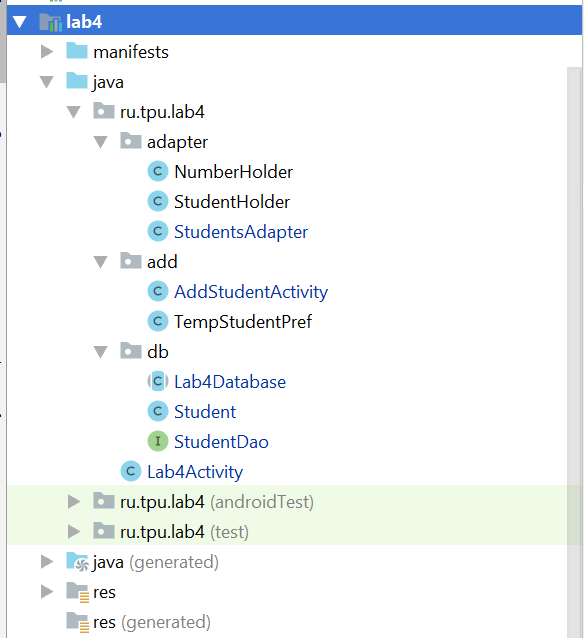 lab4
manifests
java
ru.tpu.lab4
adapter
C NumberHolder
C StudentHolder
C StudentsAdapter
add
C AddStudentActivity
C TempStudentPref
db
C Lab4Database
C Student
I StudentDao
C Lab4Activity
ru.tpu.lab4 (androidTest)
ru.tpu.lab4 (test)
java (generated)
res
res (generated)